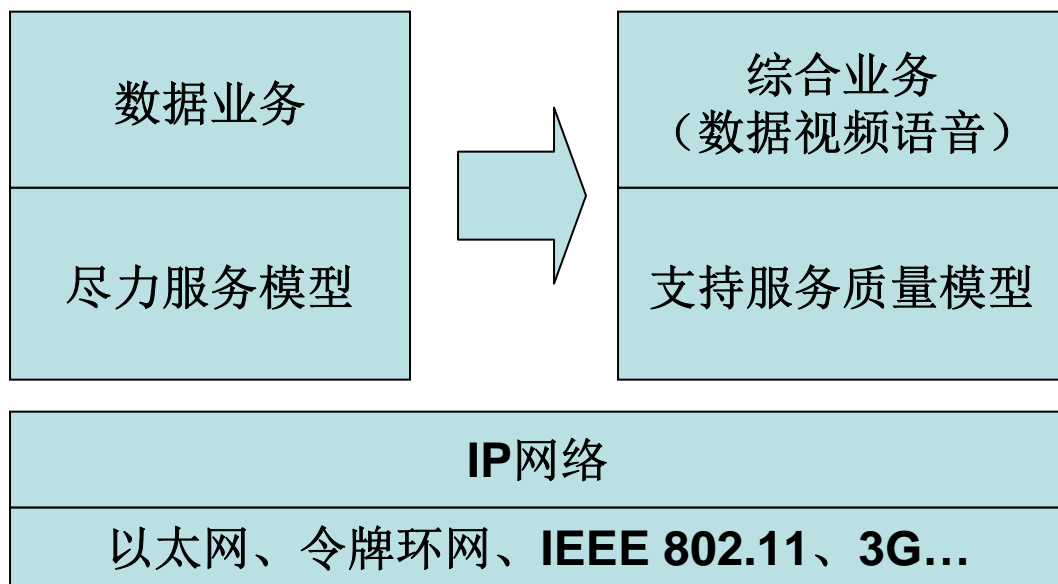 数据业务
尽力服务模型
综合业务
（数据视频语音）
支持服务质量模型
IP网络
以太网、令牌环网、IEEE 802.11、3G…